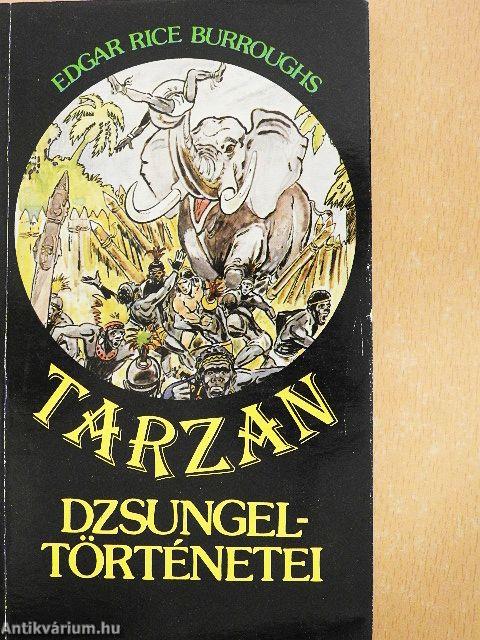 EDGAR RICE BURROUGHS
TARZAN
DZSUNGEL-
TÖRTÉNETEI
Antikvárium.hu